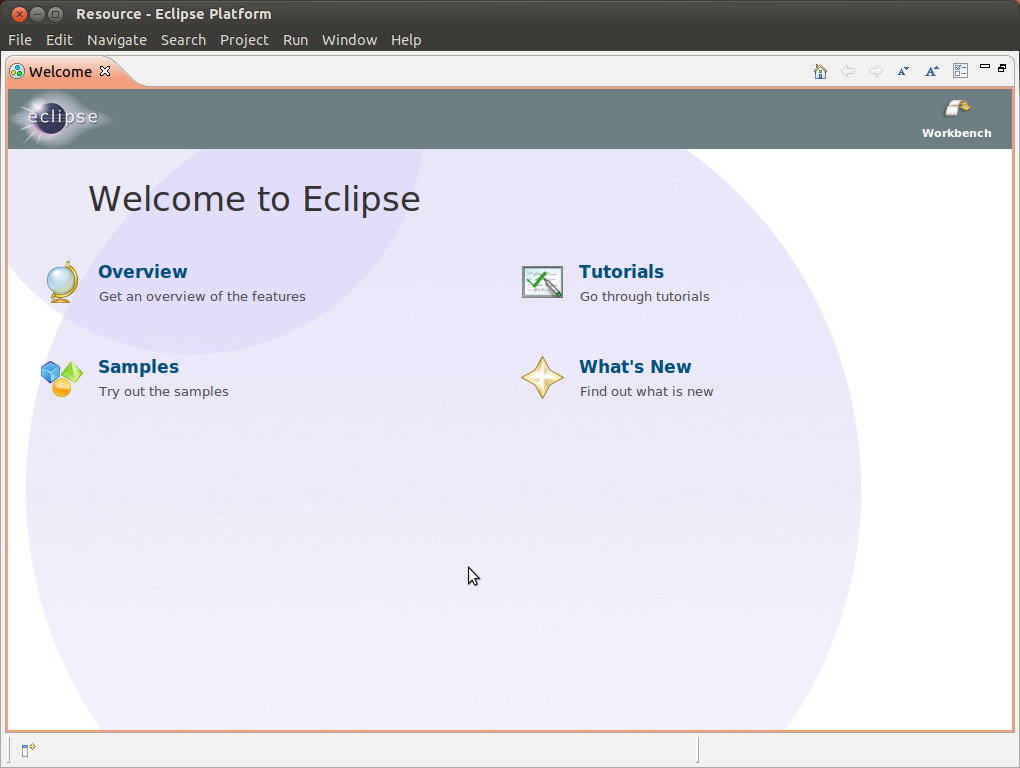 Resource - Eclipse Platform
File Edit Navigate Search Project Run Window Help
Welcome
eclipse
Workbench
Welcome to Eclipse
Overview
Get an overview of the features
Tutorials
Go through tutorials
Samples
Try out the samples
What's New
Find out what is new